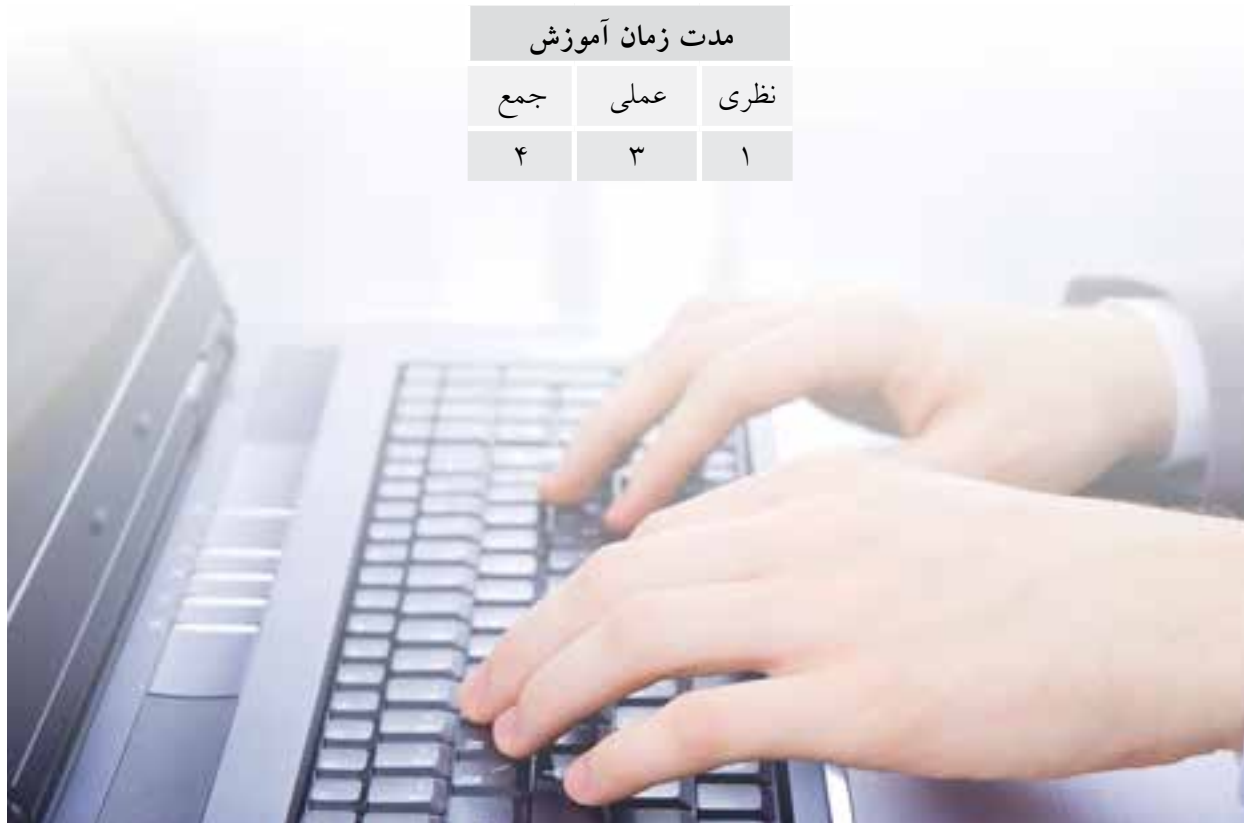 مدت زمان آموزش
نظری عملی جمع
۱ ۳ ۴